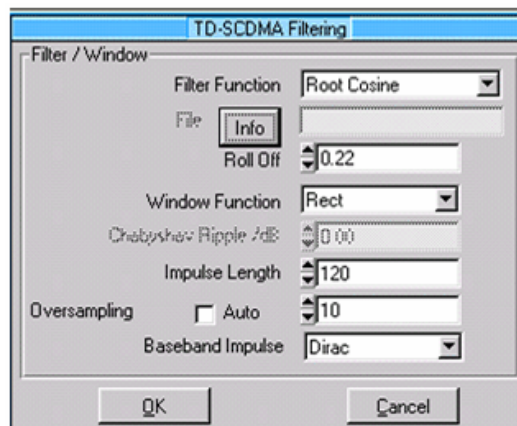 TD-SCDMA Filtering
Filter / Window
Filter Function Root Cosine
File Info
Roll Off 0.22
Window Function Rect
Chabyshav Ripple /dB 0.00
Impulse Length 120
Oversampling Auto 10
Baseband Impulse Dirac
OK Cancel